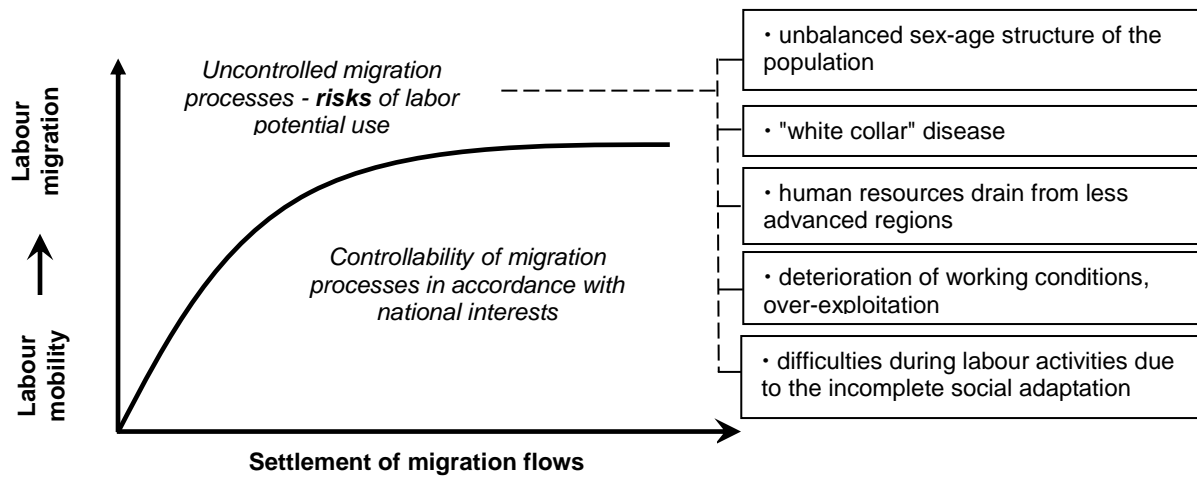 Uncontrolled migration
processes - risks of labor
potential use
Controllability of migration
processes in accordance with
national interests
Labour
migration
Labour
mobility
Settlement of migration flows
· unbalanced sex-age structure of the
population
· "white collar" disease
· human resources drain from less
advanced regions
· deterioration of working conditions,
over-exploitation
· difficulties during labour activities due
to the incomplete social adaptation